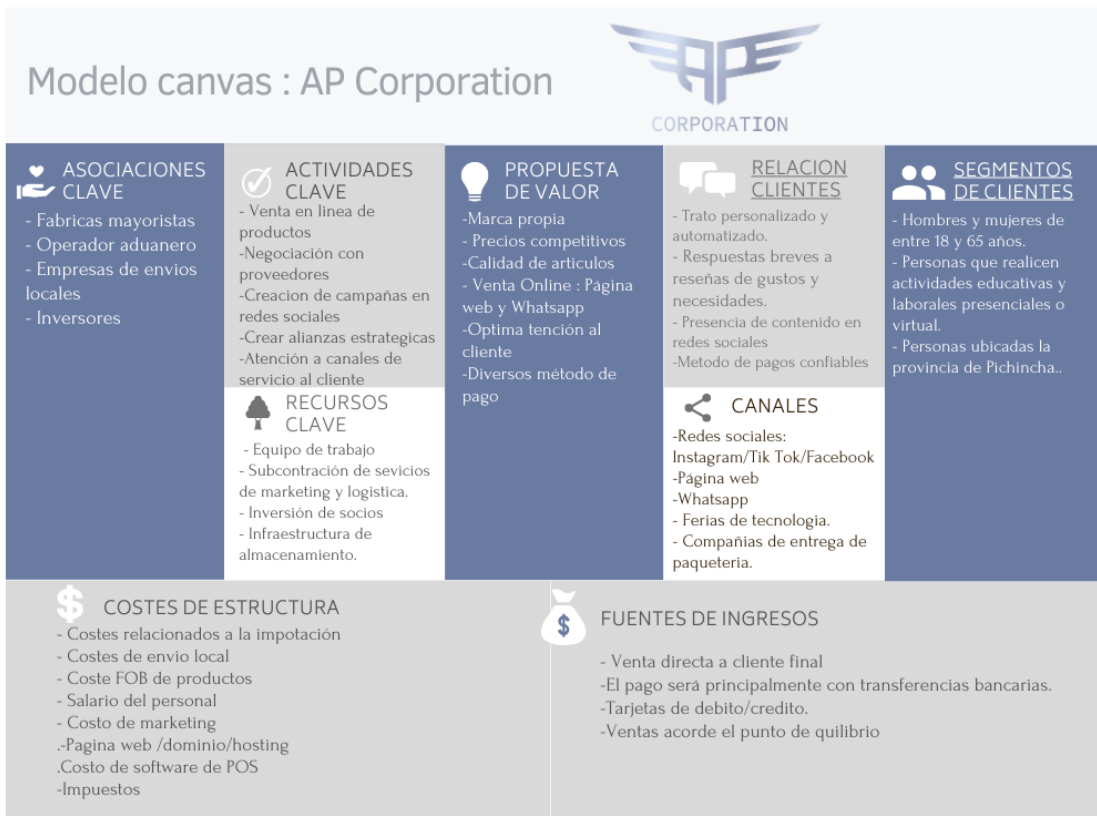 Modelo canvas : AP Corporation
AP
CORPORATION
ASOCIACIONES
CLAVE
- Fabricas mayoristas
- Operador aduanero
- Empresas de envios
locales
- Inversores
ACTIVIDADES
CLAVE
- Venta en linea de
productos
-Negociación con
proveedores
-Creacion de campañas en
redes sociales
-Crear alianzas estrategicas
-Atención a canales de
servicio al cliente
RECURSOS
CLAVE
- Equipo de trabajo
- Subcontración de sevicios
de marketing y logistica.
- Inversión de socios
- Infraestructura de
almacenamiento.
PROPUESTA
DE VALOR
-Marca propia
- Precios competitivos
-Calidad de articulos
- Venta Online : Página
web y Whatsapp
-Optima tención al
cliente
-Diversos método de
pago
RELACION
CLIENTES
- Trato personalizado y
automatizado.
- Respuestas breves a
reseñas de gustos y
necesidades.
- Presencia de contenido en
redes sociales
-Metodo de pagos confiables
CANALES
-Redes sociales:
Instagram/Tik Tok/Facebook
-Página web
-Whatsapp
- Ferias de tecnologia.
- Compañias de entrega de
paqueteria.
SEGMENTOS
DE CLIENTES
- Hombres y mujeres de
entre 18 y 65 años.
- Personas que realicen
actividades educativas y
laborales presenciales o
virtual.
- Personas ubicadas la
provincia de Pichincha..
COSTES DE ESTRUCTURA
- Costes relacionados a la impotación
- Costes de envio local
- Coste FOB de productos
- Salario del personal
- Costo de marketing
.-Pagina web /dominio/hosting
.Costo de software de POS
-Impuestos
FUENTES DE INGRESOS
- Venta directa a cliente final
-El pago será principalmente con transferencias bancarias.
-Tarjetas de debito/credito.
-Ventas acorde el punto de quilibrio